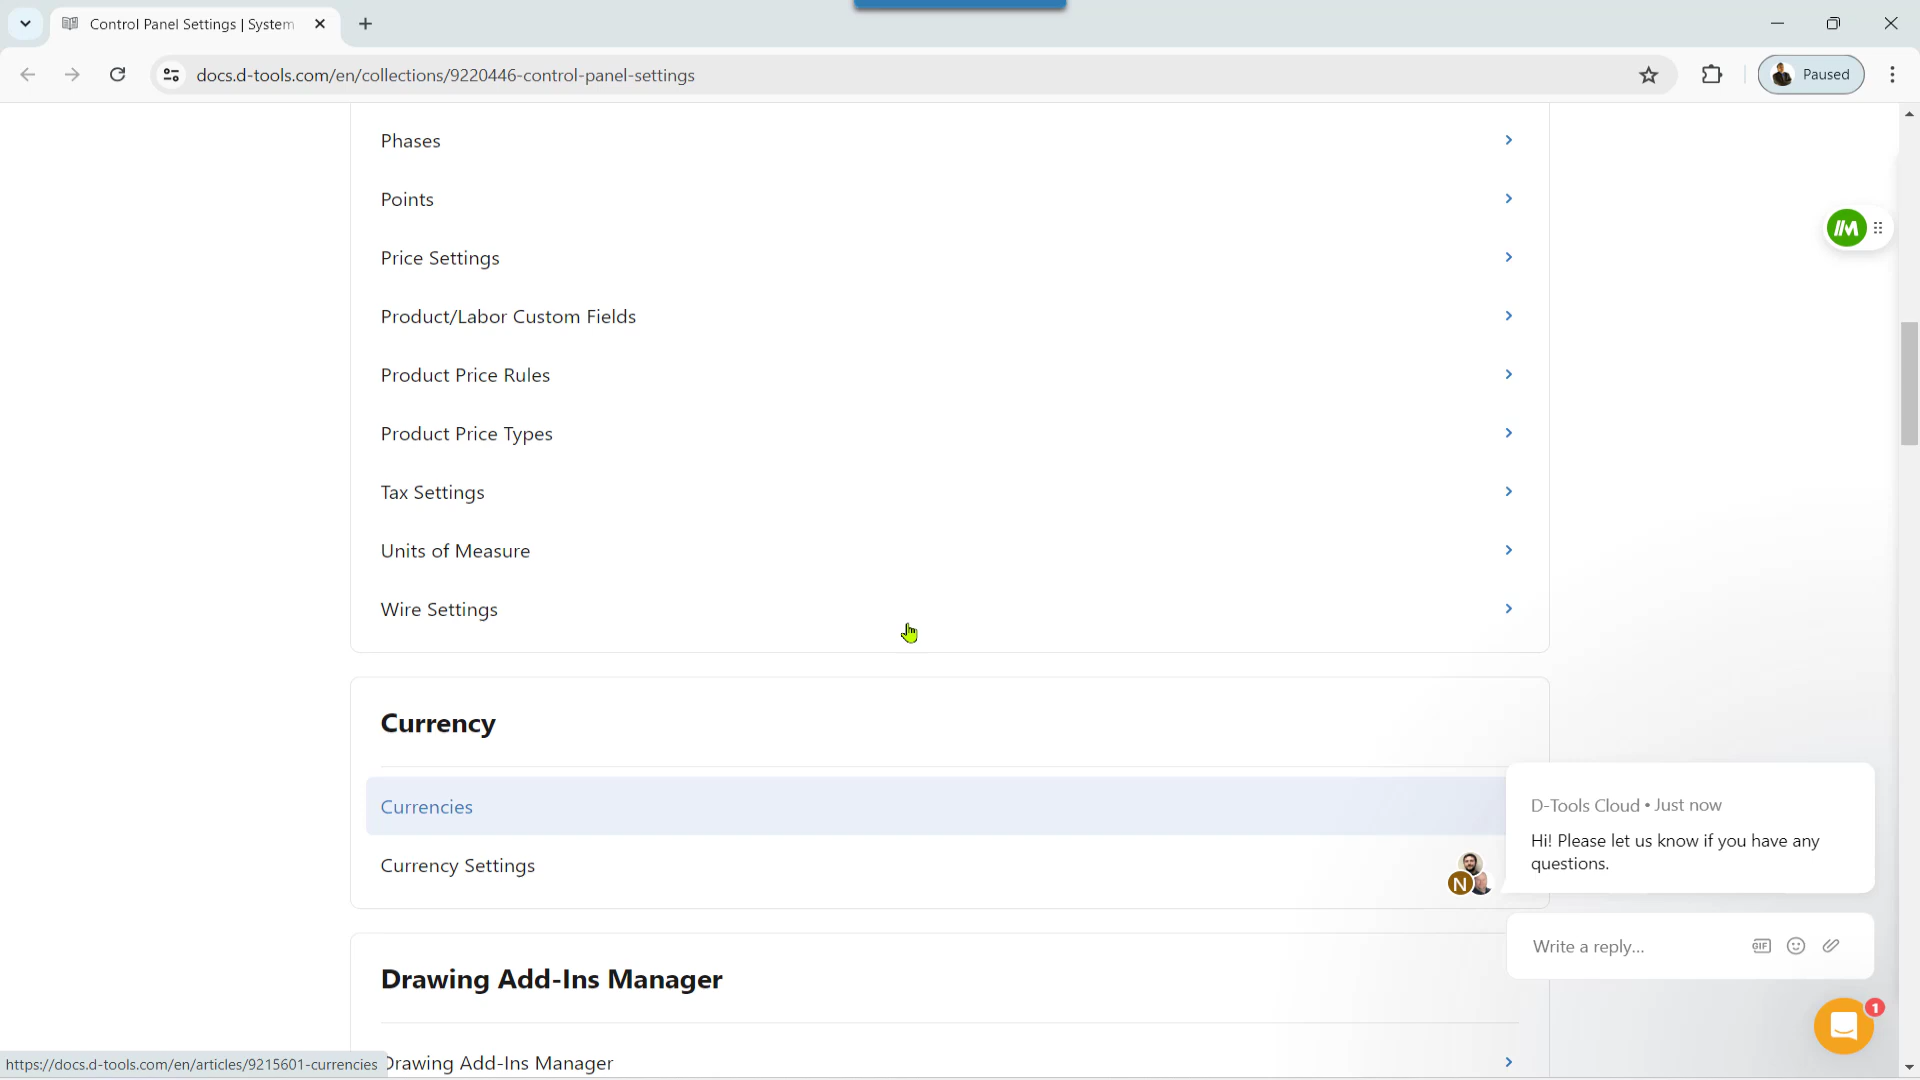 Control Panel Settings | System
docs.d-tools.com/en/collections/9220446-control-panel-settings
Paused
Phases
Points
Price Settings
Product/Labor Custom Fields
Product Price Rules
Product Price Types
Tax Settings
Units of Measure
Wire Settings
Currency
Currencies
Currency Settings
N
D-Tools Cloud • Just now
Hi! Please let us know if you have any
questions.
Write a reply...
GIF
1
Drawing Add-Ins Manager
Drawing Add-Ins Manager
https://docs.d-tools.com/en/articles/9215601-currencies